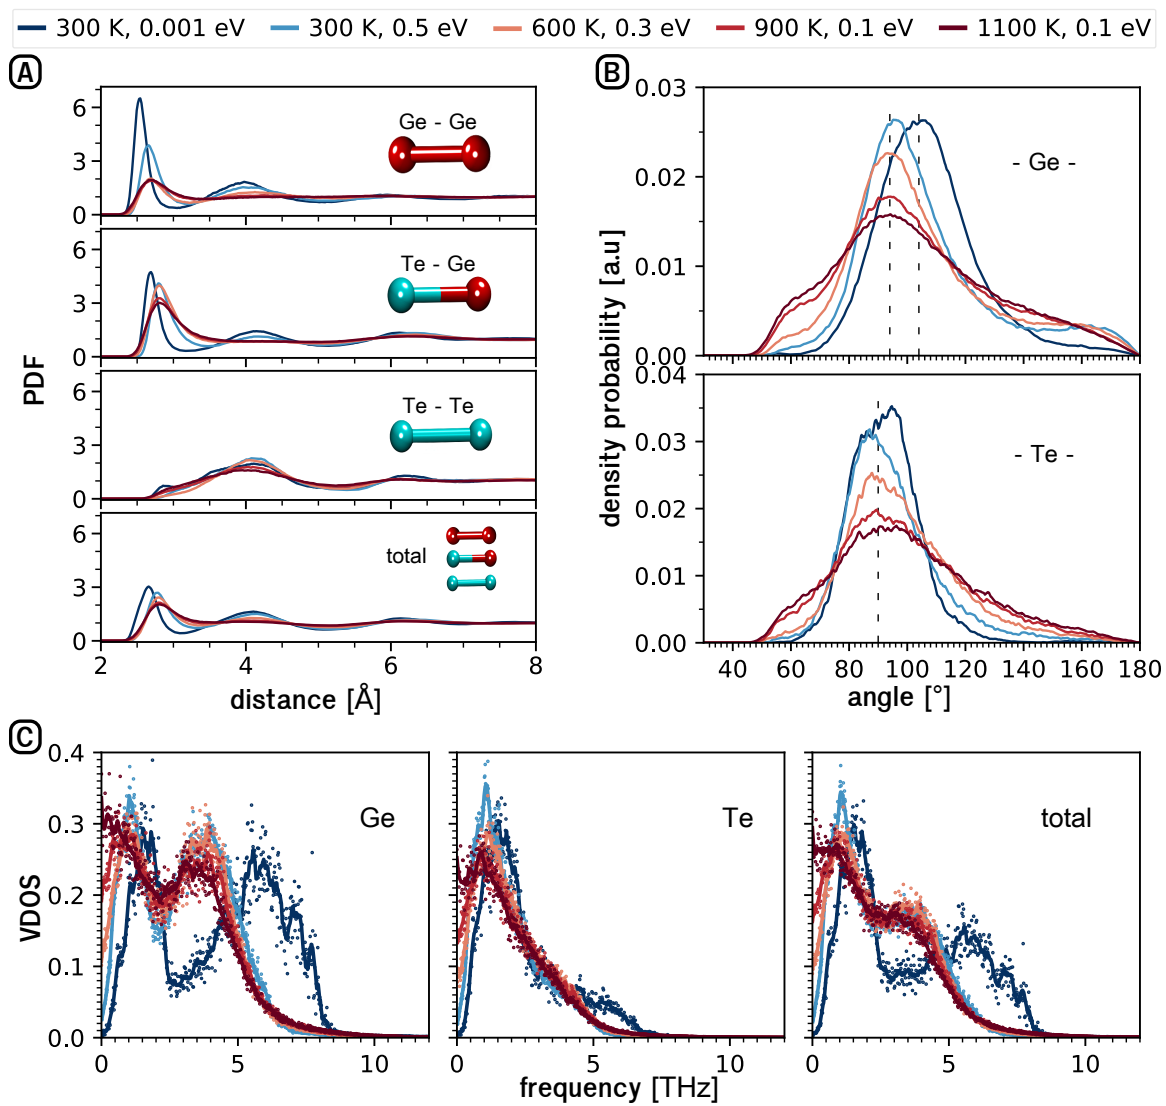 300 K, 0.001 eV 300 K, 0.5 eV 600 K, 0.3 eV 900 K, 0.1 eV 1100 K, 0.1 eV
A
PDF
6
3
0
Ge - Ge
6
3
0
Te - Ge
6
3
0
Te - Te
6
3
0
total
2 3 4 5 6 7 8
distance [Å]
B
density probability [a.u]
0.03
0.02
0.01
0.00
- Ge -
0.04
0.03
0.02
0.01
0.00
- Te -
40 60 80 100 120 140 160 180
angle [°]
C
VDOS
0.4
0.3
0.2
0.1
0.0
Ge
Te
total
0 5 10
0 5 10
0 5 10
frequency [THz]